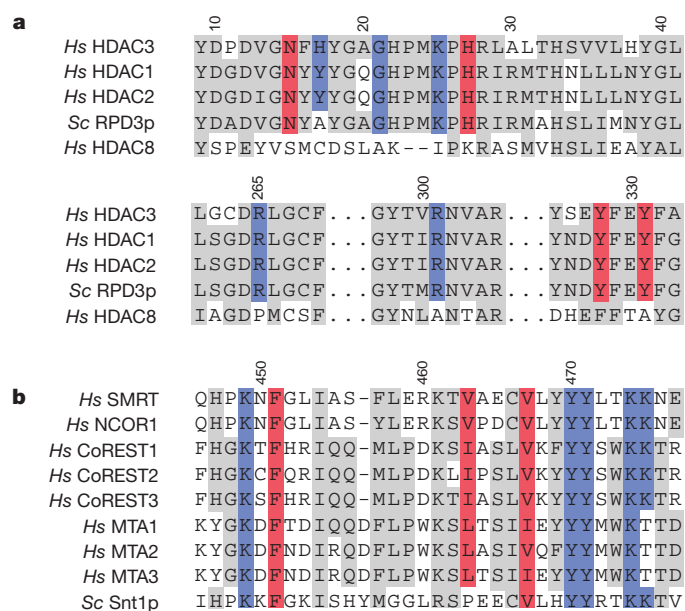 a
10 20 30 40
Hs HDAC3 YDPDVGNFHYGAGHPMKPHRLALTHSVVLHYGL
Hs HDAC1 YDGDVGNYYYGQGHPMKPHRIRMTHNLLLNYGL
Hs HDAC2 YDGDIGNYYYGQGHPMKPHRIRMTHNLLLNYGL
Sc RPD3p YDADVGNYAYGAGHPMKPHRIRMAHSLIMNYGL
Hs HDAC8 YSPEYVSMCDSLAK--IPKRASMVHSLIEAYAL
265 300 330
Hs HDAC3 LGCDRLGCF...GYTVRNVAR...YSEYFEYFA
Hs HDAC1 LSGDRLGCF...GYTIRNVAR...YNDYFEYFG
Hs HDAC2 LSGDRLGCF...GYTIRNVAR...YNDYFEYFG
Sc RPD3p LSGDRLGCF...GYTMRNVAR...YNDYFEYFG
Hs HDAC8 IAGDPMCSF...GYNLANTAR...DHEFFTAYG
b
450 460 470
Hs SMRT QHPKNFGLIAS-FLERKTVAECVLYYYLTKKNE
Hs NCOR1 QHPKNFGLIAS-YLERKSVPDCVLYYYLTKKNE
Hs CoREST1 FHGKTFHRIQQ-MLPDKSIASLVKFYYSWKKTR
Hs CoREST2 FHGKCFQRIQQ-MLPDKLIPSLVKYYYSWKKTR
Hs CoREST3 FHGKSFHRIQQ-MLPDKTIASLVKYYYSWKKTR
Hs MTA1 KYGKDFTDIQQDFLPWKSLTSIIEYYYMWKTTD
Hs MTA2 KYGKDFNDIRQDFLPWKSLASIVQFYYMWKTTD
Hs MTA3 KYGKDFNDIRQDFLPWKSLTSIIEYYYMWKTTD
Sc Snt1p IHPKKFGKISHYMGGLRSPEECVLHYYRTKKTV